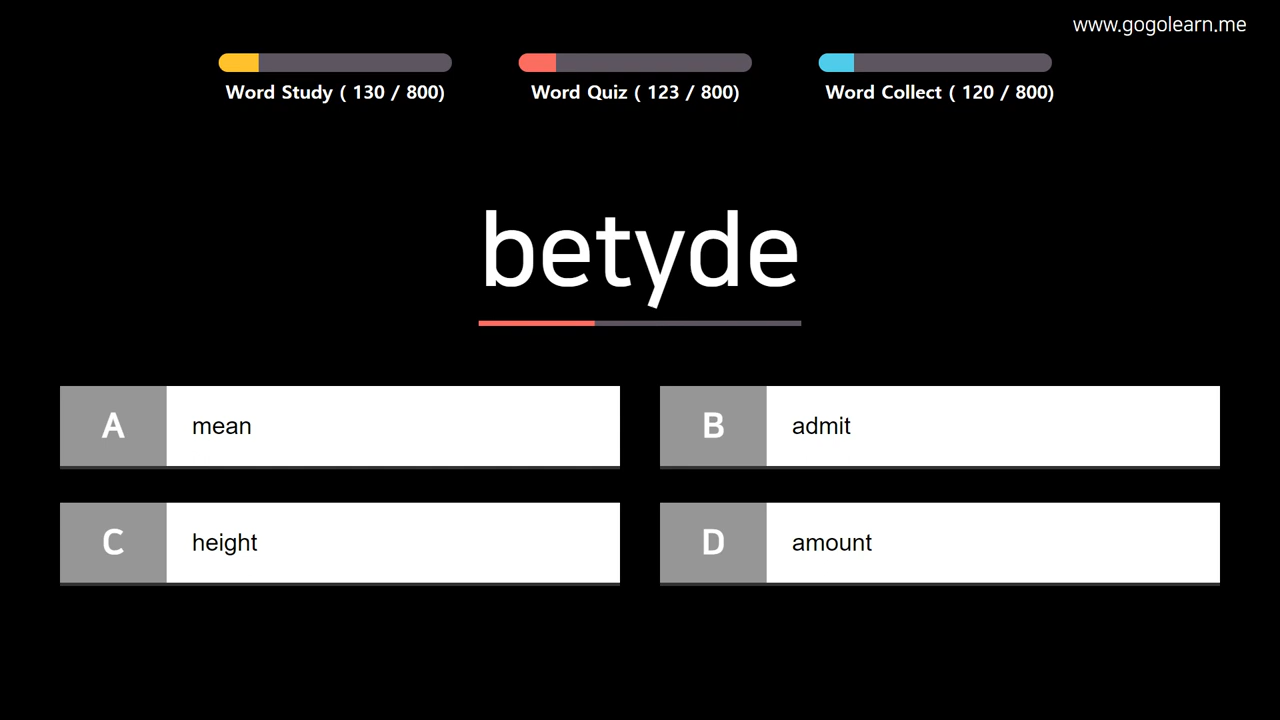 www.gogolearn.me
Word Study ( 130 / 800)
Word Quiz ( 123 / 800)
Word Collect ( 120 / 800)
betyde
A mean
B admit
C height
D amount